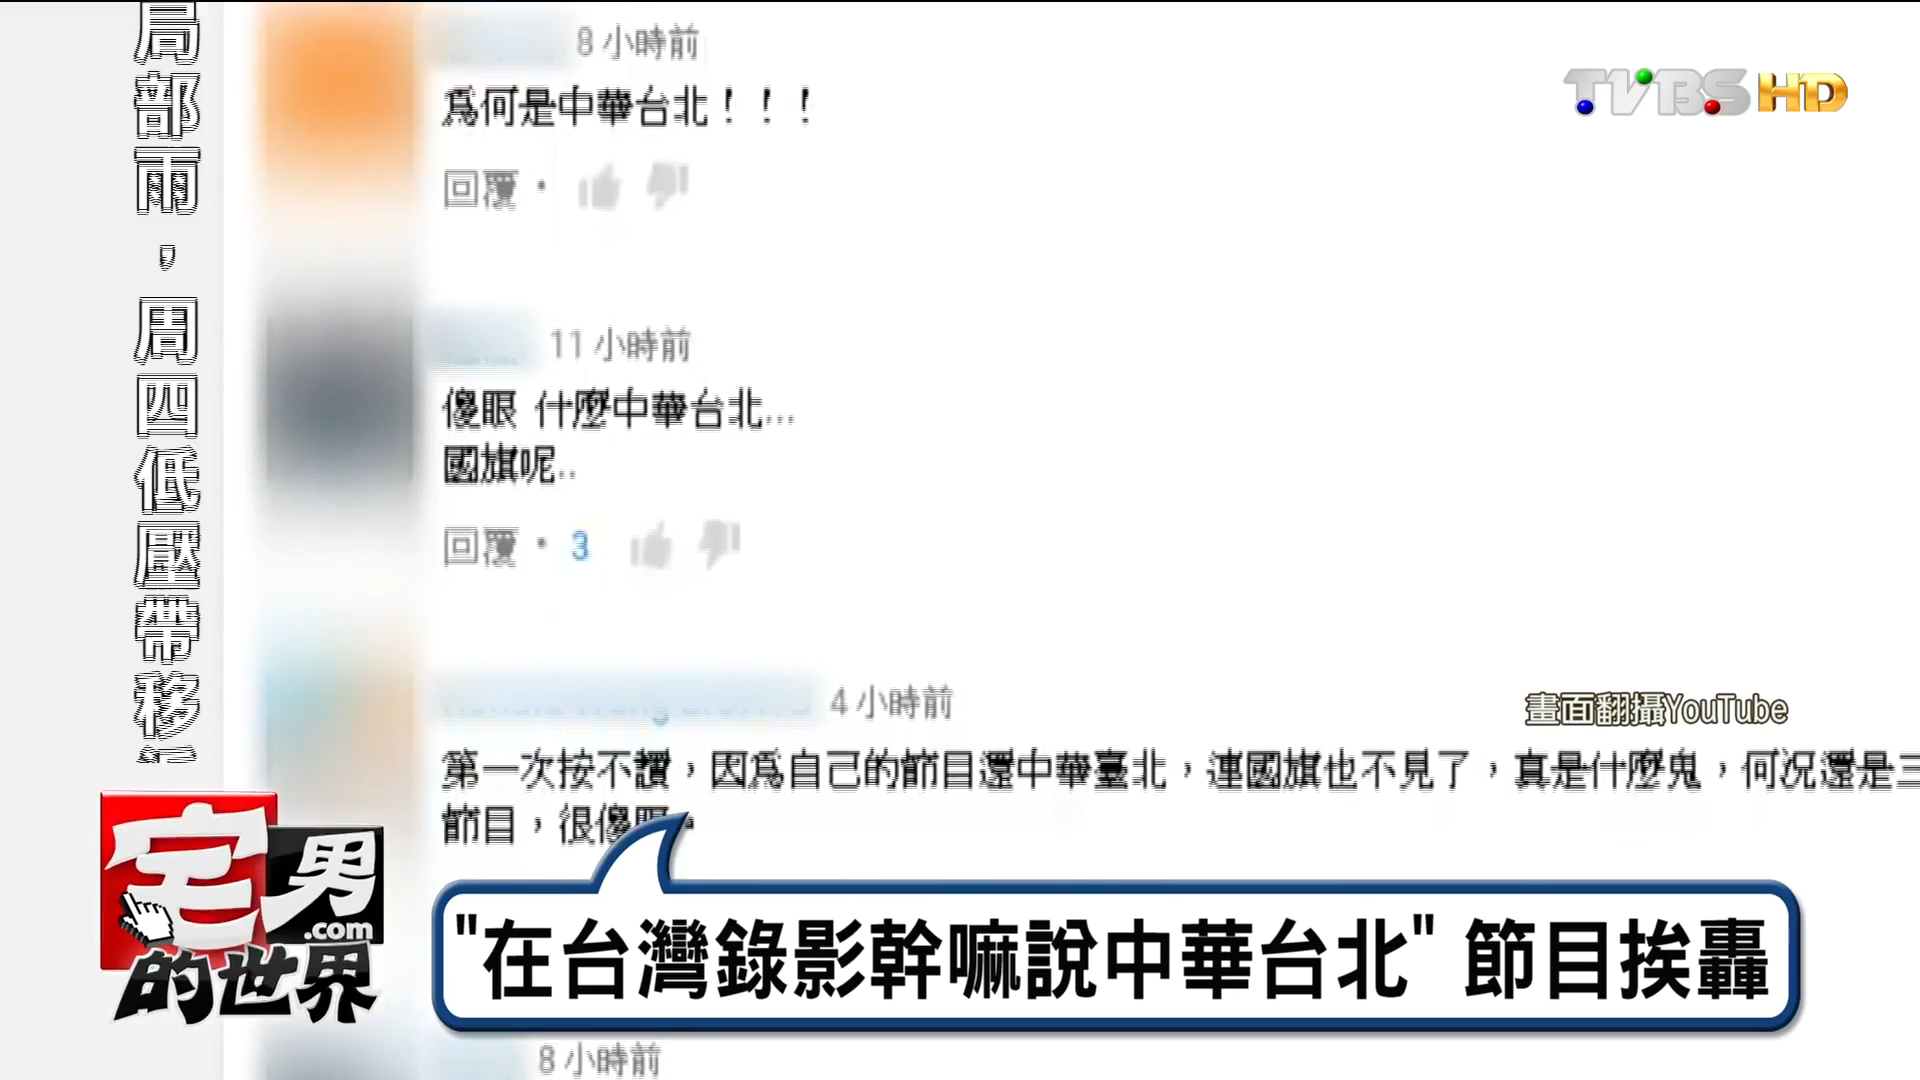 局部雨，周四低壓帶移
8 小時前
為何是中華台北！！！
回覆 •
TVBS HD
11 小時前
傻眼 什麼中華台北...
國旗呢..
回覆 • 3
4 小時前
畫面翻攝YouTube
第一次按不讚，因為自己的節目還中華臺北，連國旗也不見了，真是什麼鬼，何況還是三
節目，很傻眼。
宅男
.com
的世界
"在台灣錄影幹嘛說中華台北" 節目挨轟
8 小時前